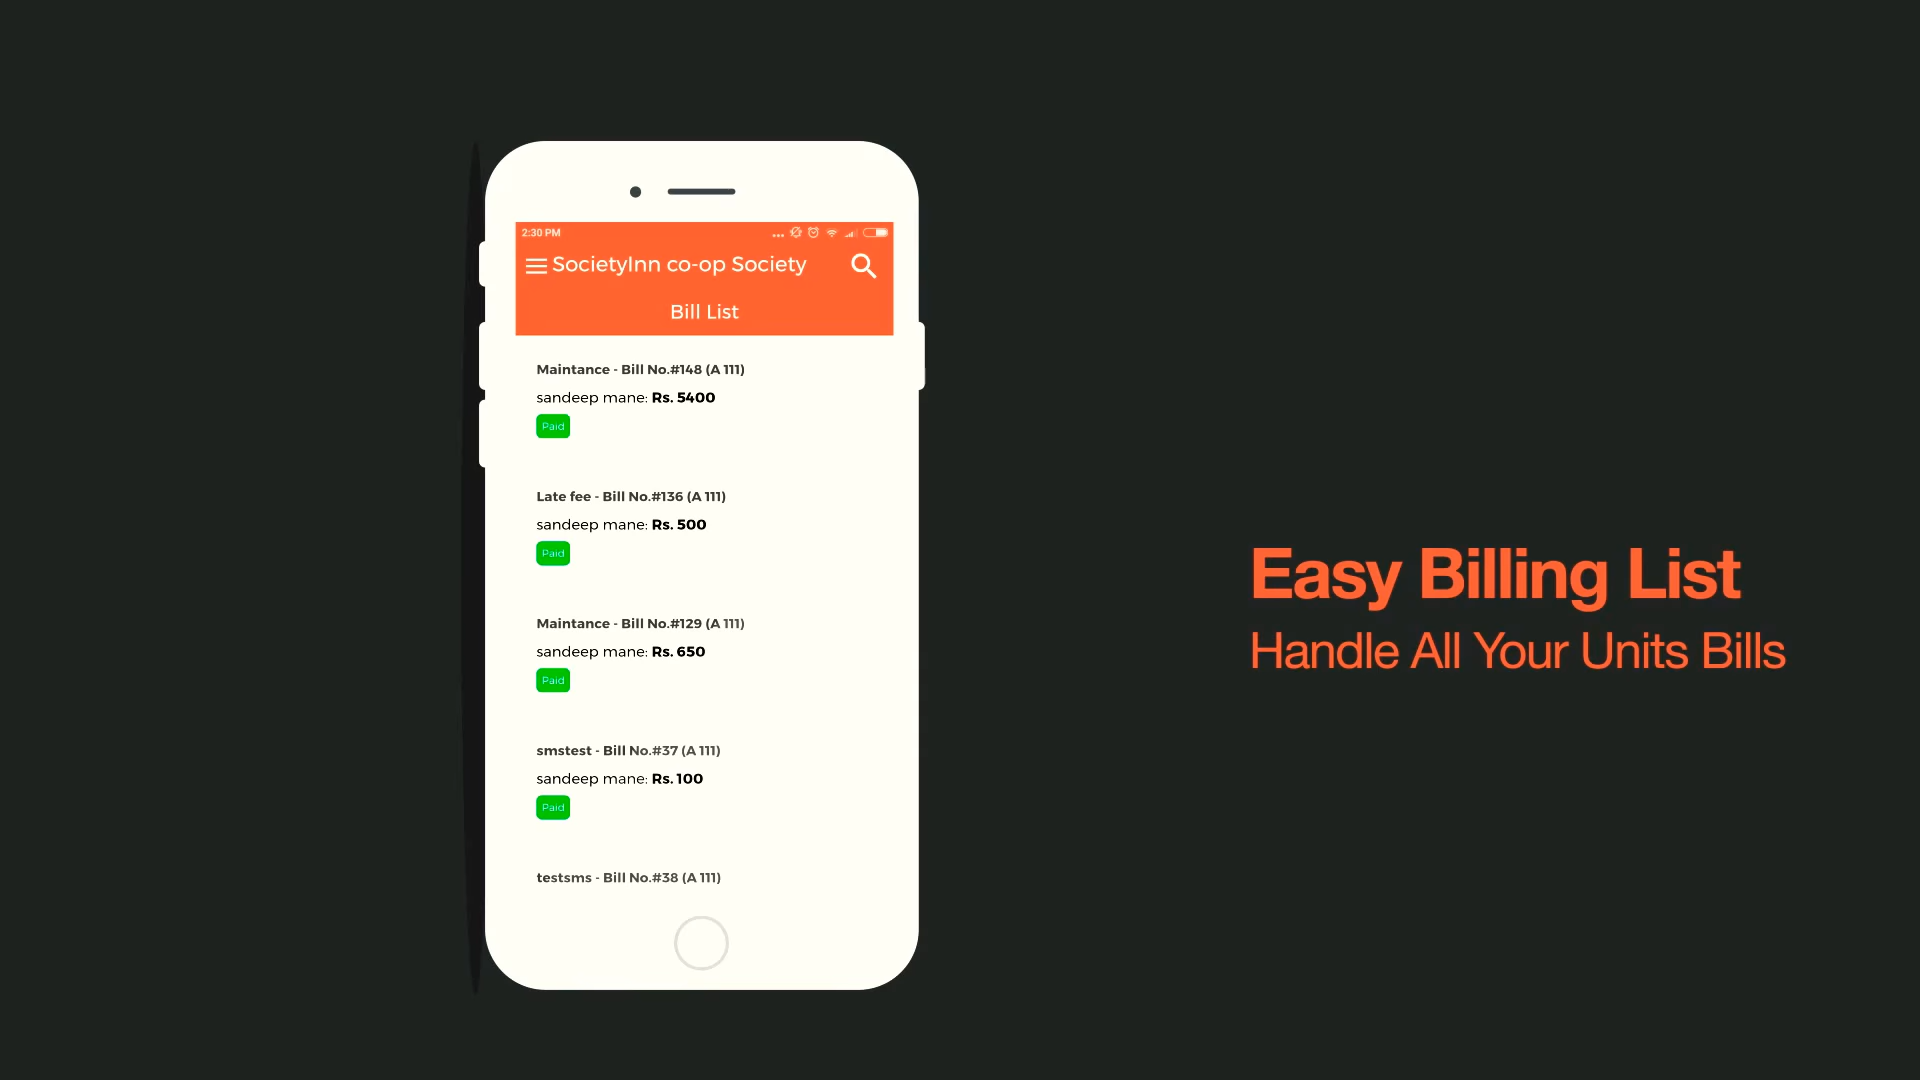 2:30 PM
SocietyInn co-op Society
Bill List
Maintance - Bill No.#148 (A 111)
sandeep mane: Rs. 5400
Paid
Late fee - Bill No.#136 (A 111)
sandeep mane: Rs. 500
Paid
Maintance - Bill No.#129 (A 111)
sandeep mane: Rs. 650
Paid
smstest - Bill No.#37 (A 111)
sandeep mane: Rs. 100
Paid
testsms - Bill No.#38 (A 111)
Easy Billing List
Handle All Your Units Bills